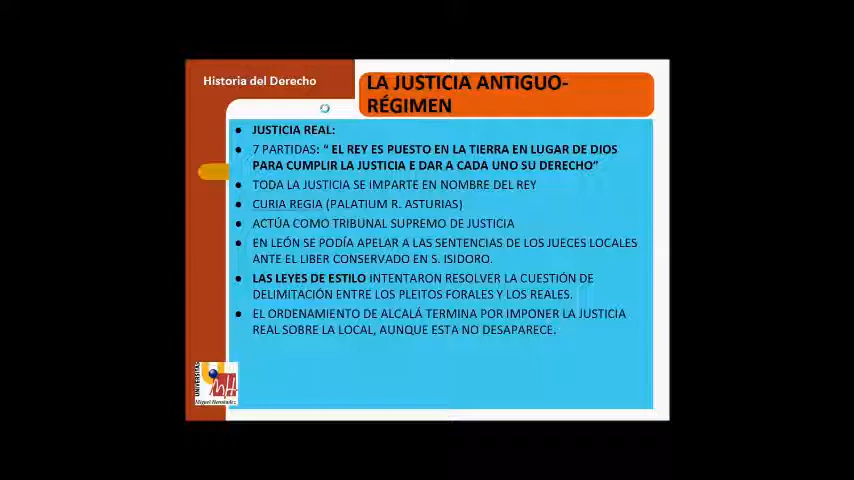 Historia del Derecho
LA JUSTICIA ANTIGUO-
RÉGIMEN
● JUSTICIA REAL:
● 7 PARTIDAS: “ EL REY ES PUESTO EN LA TIERRA EN LUGAR DE DIOS
PARA CUMPLIR LA JUSTICIA E DAR A CADA UNO SU DERECHO”
● TODA LA JUSTICIA SE IMPARTE EN NOMBRE DEL REY
● CURIA REGIA (PALATIUM R. ASTURIAS)
● ACTÚA COMO TRIBUNAL SUPREMO DE JUSTICIA
● EN LEÓN SE PODÍA APELAR A LAS SENTENCIAS DE LOS JUECES LOCALES
ANTE EL LIBER CONSERVADO EN S. ISIDORO.
● LAS LEYES DE ESTILO INTENTARON RESOLVER LA CUESTIÓN DE
DELIMITACIÓN ENTRE LOS PLEITOS FORALES Y LOS REALES.
● EL ORDENAMIENTO DE ALCALÁ TERMINA POR IMPONER LA JUSTICIA
REAL SOBRE LA LOCAL, AUNQUE ESTA NO DESAPARECE.
UNIVERSITAS
Miguel Hernández